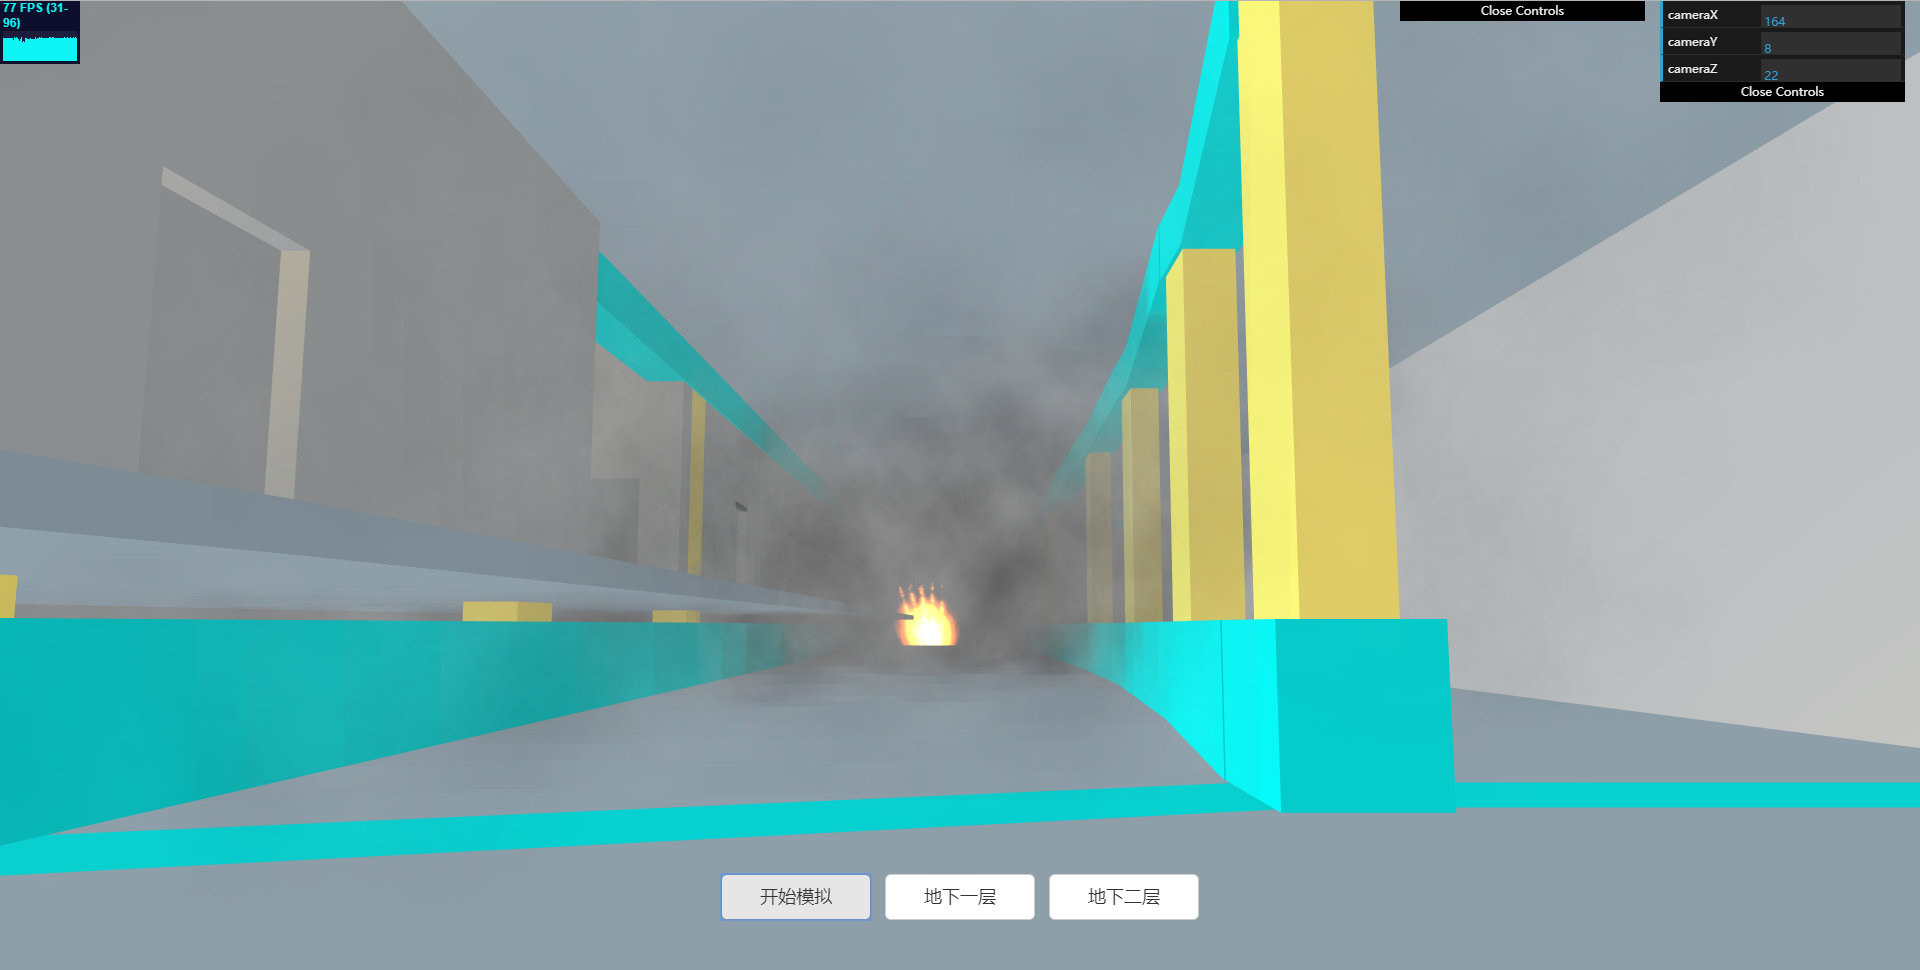 77 FPS (31-
96)
Close Controls
cameraX 164
cameraY 8
cameraZ 22
Close Controls
开始模拟 地下一层 地下二层